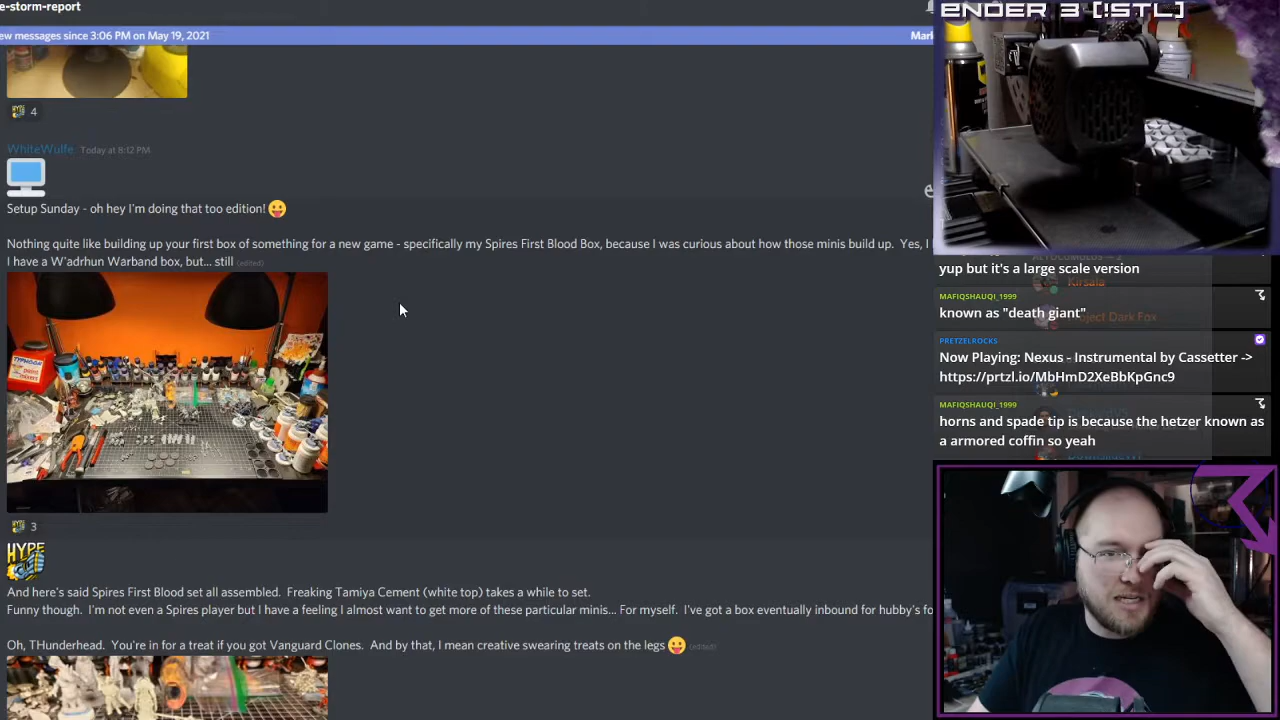 e-storm-report
ENDER 3 [!STL]
ew messages since 3:06 PM on May 19, 2021
Mark
4
WhiteWulfe Today at 8:12 PM
Setup Sunday - oh hey I'm doing that too edition!
Nothing quite like building up your first box of something for a new game - specifically my Spires First Blood Box, because I was curious about how those minis build up. Yes, I
I have a W'adrhun Warband box, but... still (edited)
TYPHOON
3
HYPE
And here's said Spires First Blood set all assembled. Freaking Tamiya Cement (white top) takes a while to set.
Funny though. I'm not even a Spires player but I have a feeling I almost want to get more of these particular minis... For myself. I've got a box eventually inbound for hubby's fo
Oh, THunderhead. You're in for a treat if you got Vanguard Clones. And by that, I mean creative swearing treats on the legs (edited)
yup but it's a large scale version
Kirsala
MAFIQSHAUQI_1999
known as "death giant"
ject Dark Fox
PRETZELROCKS
Now Playing: Nexus - Instrumental by Cassetter ->
https://prtzl.io/MbHmD2XeBbKpGnc9
MAFIQSHAUQI_1999
horns and spade tip is because the hetzer known as
a armored coffin so yeah